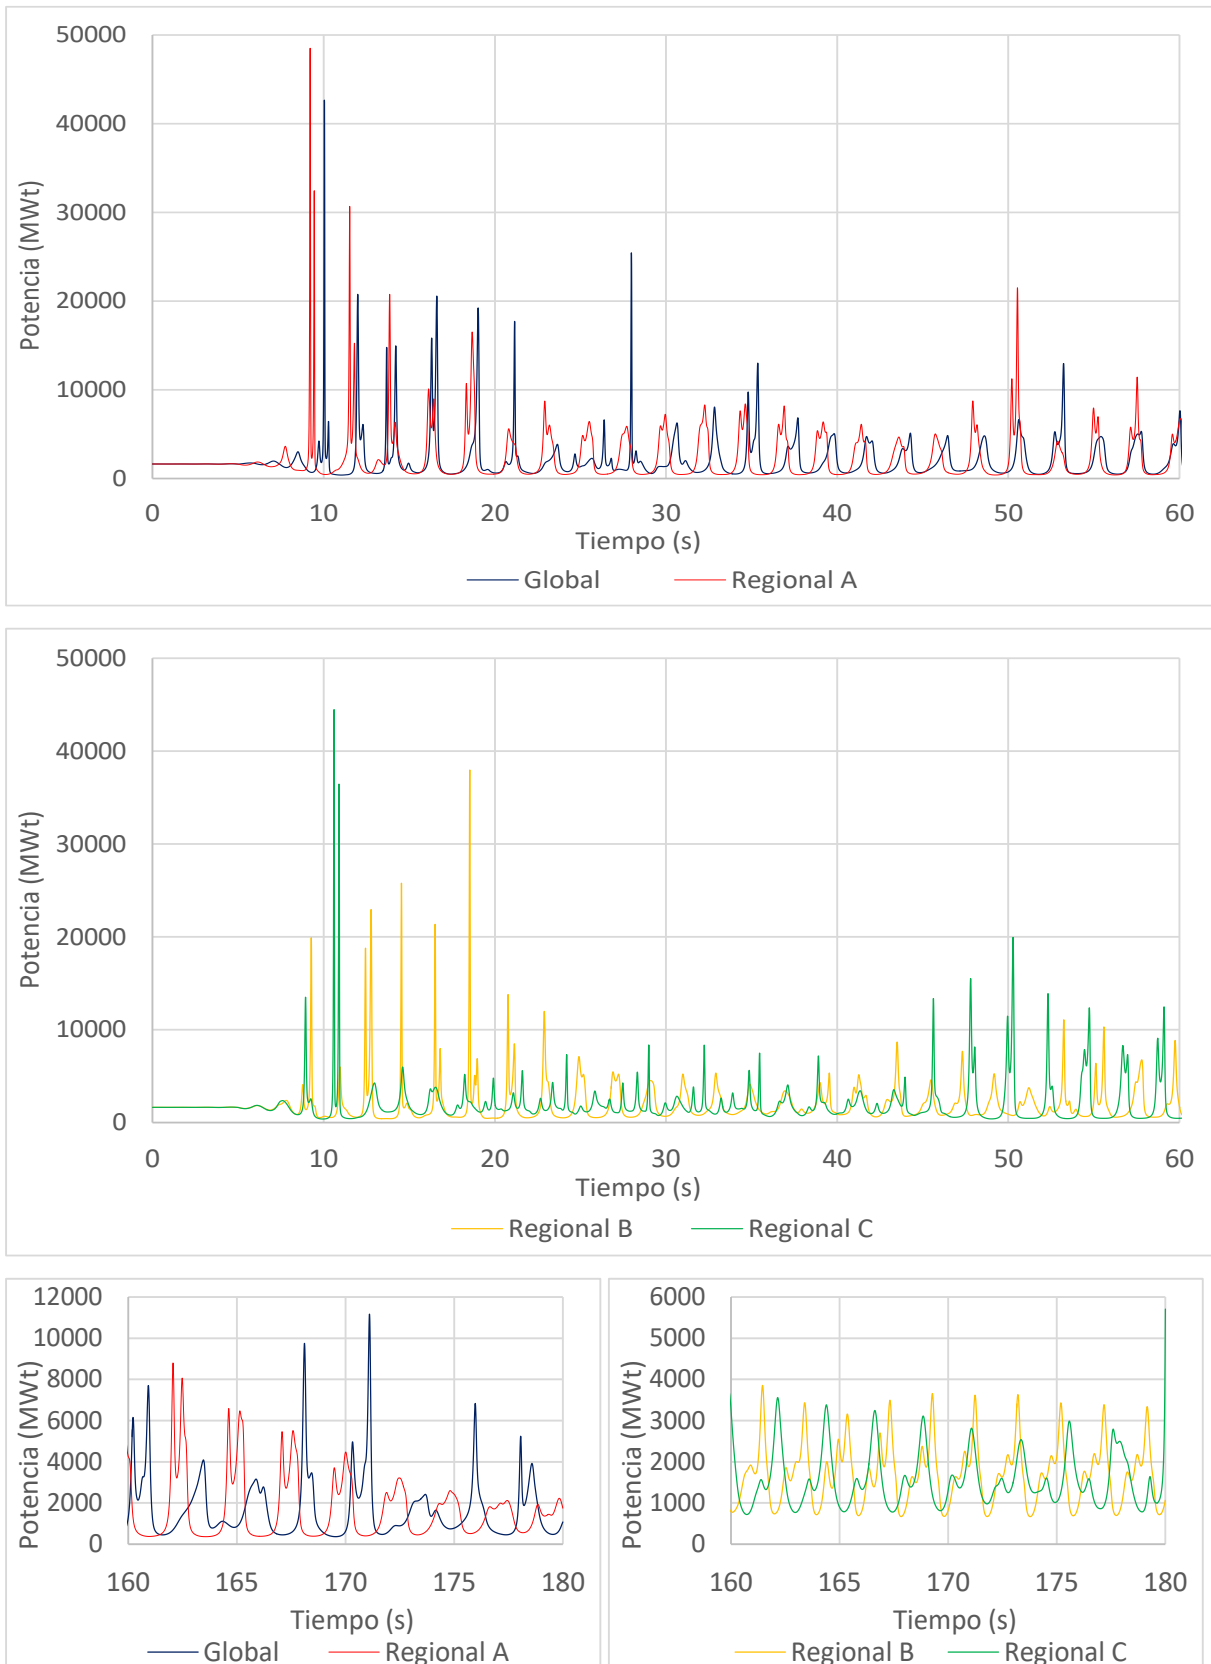 50000
40000
30000
20000
10000
0
Potencia (MWt)
0 10 20 30 40 50 60
Tiempo (s)
Global Regional A
50000
40000
30000
20000
10000
0
Potencia (MWt)
0 10 20 30 40 50 60
Tiempo (s)
Regional B Regional C
12000
10000
8000
6000
4000
2000
0
Potencia (MWt)
160 165 170 175 180
Tiempo (s)
Global Regional A
6000
5000
4000
3000
2000
1000
0
Potencia (MWt)
160 165 170 175 180
Tiempo (s)
Regional B Regional C